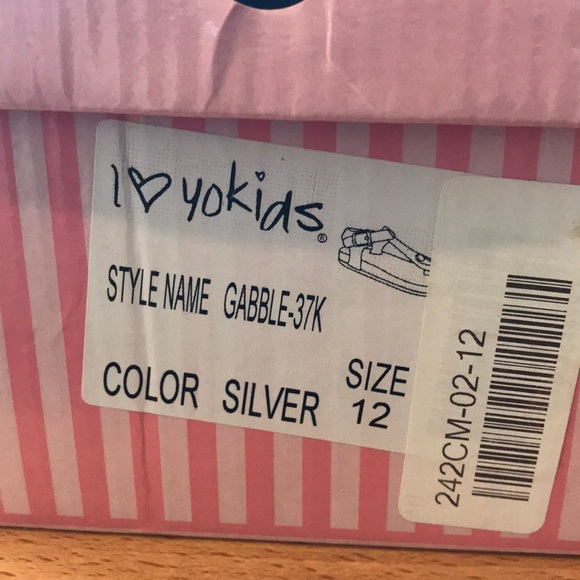 I ♡ yokids®
STYLE NAME GABBLE-37K
COLOR SILVER SIZE 12
242CM-02-12